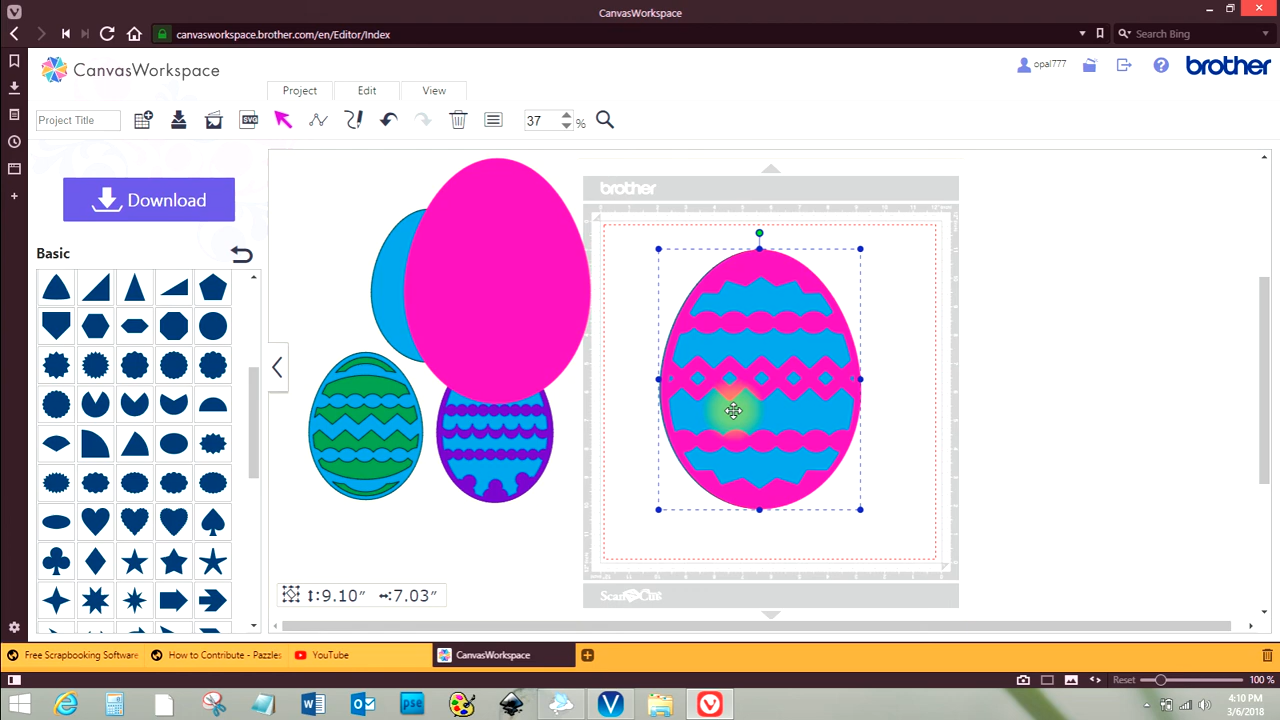 CanvasWorkspace
canvasworkspace.brother.com/en/Editor/Index
Search Bing
CanvasWorkspace
opal777
brother
Project
Edit
View
Project Title
SVG
37
%
Download
Basic
brother
ScanNCut
9.10"
7.03"
Free Scrapbooking Software
How to Contribute - Pazzles
YouTube
CanvasWorkspace
Reset
100 %
pse
4:10 PM
3/6/2018